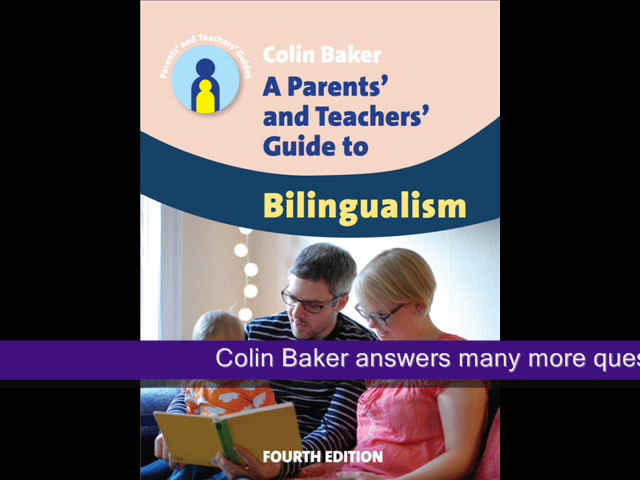 Parents' and Teachers' Guides
Colin Baker
A Parents'
and Teachers'
Guide to
Bilingualism
Colin Baker answers many more
FOURTH EDITION